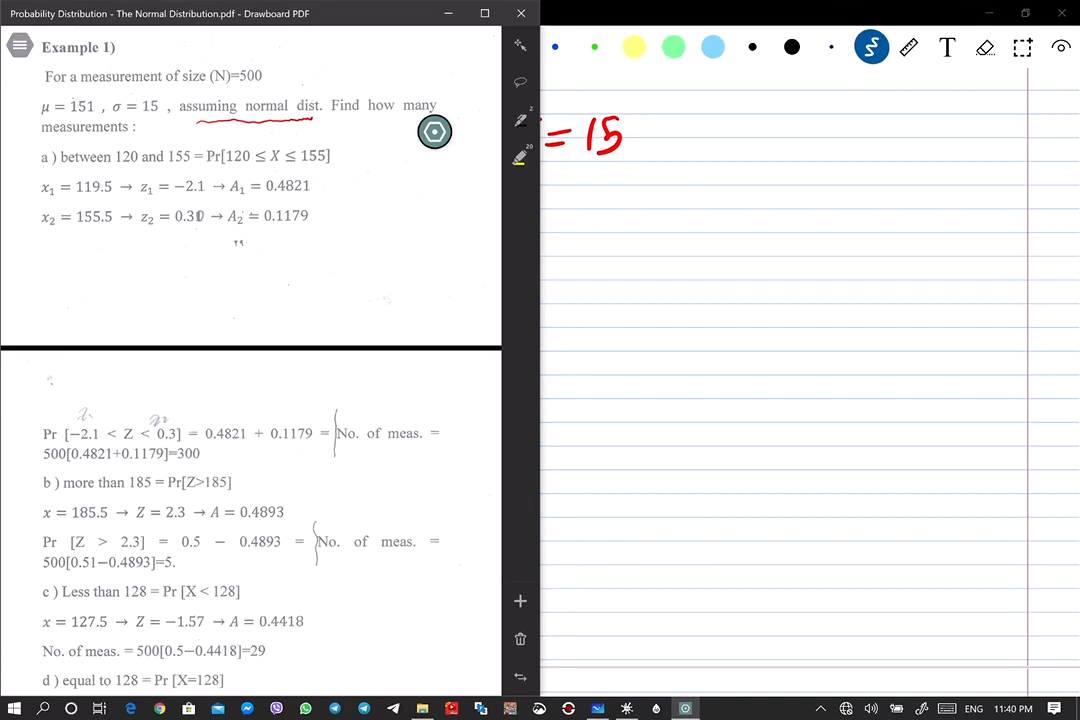 Probability Distribution - The Normal Distribution.pdf - Drawboard PDF
Example 1)
For a measurement of size (N)=500
μ = 151 , σ = 15 , assuming normal dist. Find how many
measurements :
a ) between 120 and 155 = Pr[120 ≤ X ≤ 155]
x₁ = 119.5 → z₁ = −2.1 → A₁ = 0.4821
x₂ = 155.5 → z₂ = 0.30 → A₂ = 0.1179
٢٩
Pr [−2.1 < Z < 0.3] = 0.4821 + 0.1179 = No. of meas. =
500[0.4821+0.1179]=300
b ) more than 185 = Pr[Z>185]
x = 185.5 → Z = 2.3 → A = 0.4893
Pr [Z > 2.3] = 0.5 − 0.4893 = No. of meas. =
500[0.51−0.4893]=5.
c ) Less than 128 = Pr [X < 128]
x = 127.5 → Z = −1.57 → A = 0.4418
No. of meas. = 500[0.5−0.4418]=29
d ) equal to 128 = Pr [X=128]
2
20
T
= 15
ENG 11:40 PM